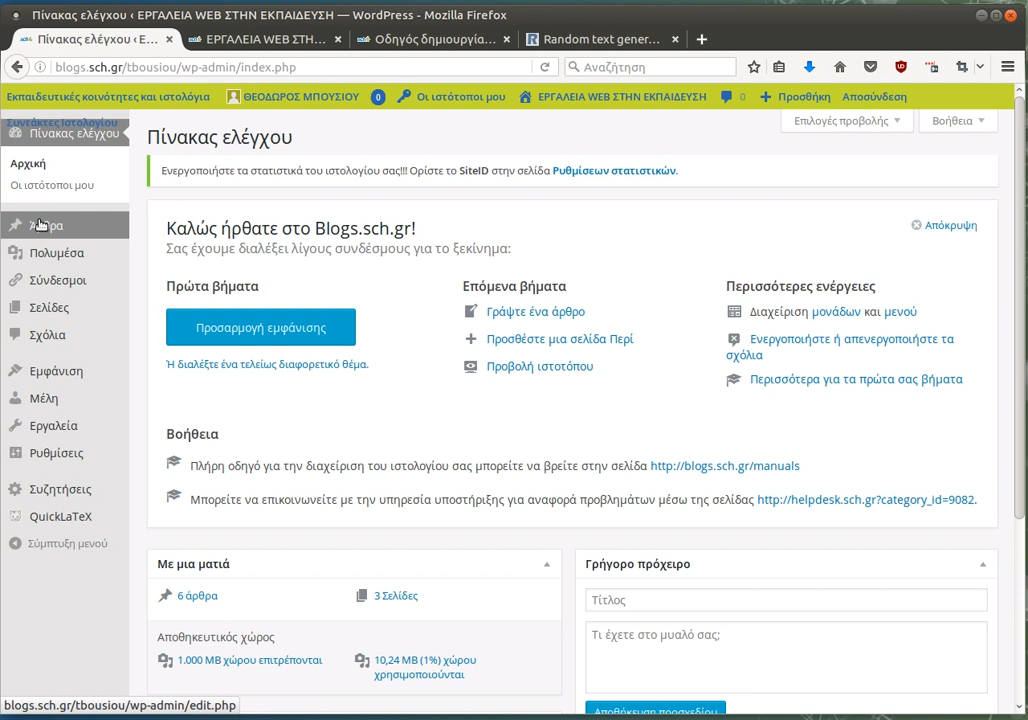 Πίνακας ελέγχου ‹ ΕΡΓΑΛΕΙΑ WEB ΣΤΗΝ ΕΚΠΑΙΔΕΥΣΗ — WordPress - Mozilla Firefox
Πίνακας ελέγχου ‹ Ε... ΕΡΓΑΛΕΙΑ WEB ΣΤΗ... Οδηγός δημιουργία... Random text gener...
blogs.sch.gr/tbousiou/wp-admin/index.php Αναζήτηση
Εκπαιδευτικές κοινότητες και ιστολόγια ΘΕΟΔΩΡΟΣ ΜΠΟΥΣΙΟΥ 0 Οι ιστότοποι μου ΕΡΓΑΛΕΙΑ WEB ΣΤΗΝ ΕΚΠΑΙΔΕΥΣΗ 0 Προσθήκη Αποσύνδεση
Συντάκτες Ιστολογίου
Πίνακας ελέγχου
Αρχική
Οι ιστότοποι μου
Άρθρα
Πολυμέσα
Σύνδεσμοι
Σελίδες
Σχόλια
Εμφάνιση
Μέλη
Εργαλεία
Ρυθμίσεις
Συζητήσεις
QuickLaTeX
Σύμπτυξη μενού
Επιλογές προβολής Βοήθεια
Πίνακας ελέγχου
Ενεργοποιήστε τα στατιστικά του ιστολογίου σας!!! Ορίστε το SiteID στην σελίδα Ρυθμίσεων στατιστικών.
Καλώς ήρθατε στο Blogs.sch.gr! Απόκρυψη
Σας έχουμε διαλέξει λίγους συνδέσμους για το ξεκίνημα:
Πρώτα βήματα
Προσαρμογή εμφάνισης
Ή διαλέξτε ένα τελείως διαφορετικό θέμα.
Επόμενα βήματα
Γράψτε ένα άρθρο
Προσθέστε μια σελίδα Περί
Προβολή ιστοτόπου
Περισσότερες ενέργειες
Διαχείριση μονάδων και μενού
Ενεργοποιήστε ή απενεργοποιήστε τα
σχόλια
Περισσότερα για τα πρώτα σας βήματα
Βοήθεια
Πλήρη οδηγό για την διαχείριση του ιστολογίου σας μπορείτε να βρείτε στην σελίδα http://blogs.sch.gr/manuals
Μπορείτε να επικοινωνείτε με την υπηρεσία υποστήριξης για αναφορά προβλημάτων μέσω της σελίδας http://helpdesk.sch.gr?category_id=9082.
Με μια ματιά
6 άρθρα 3 Σελίδες
Αποθηκευτικός χώρος
1.000 MB χώρου επιτρέπονται 10,24 MB (1%) χώρου
χρησιμοποιούνται
Γρήγορο πρόχειρο
Τίτλος
Τι έχετε στο μυαλό σας;
Αποθήκευση προσχεδίου
blogs.sch.gr/tbousiou/wp-admin/edit.php